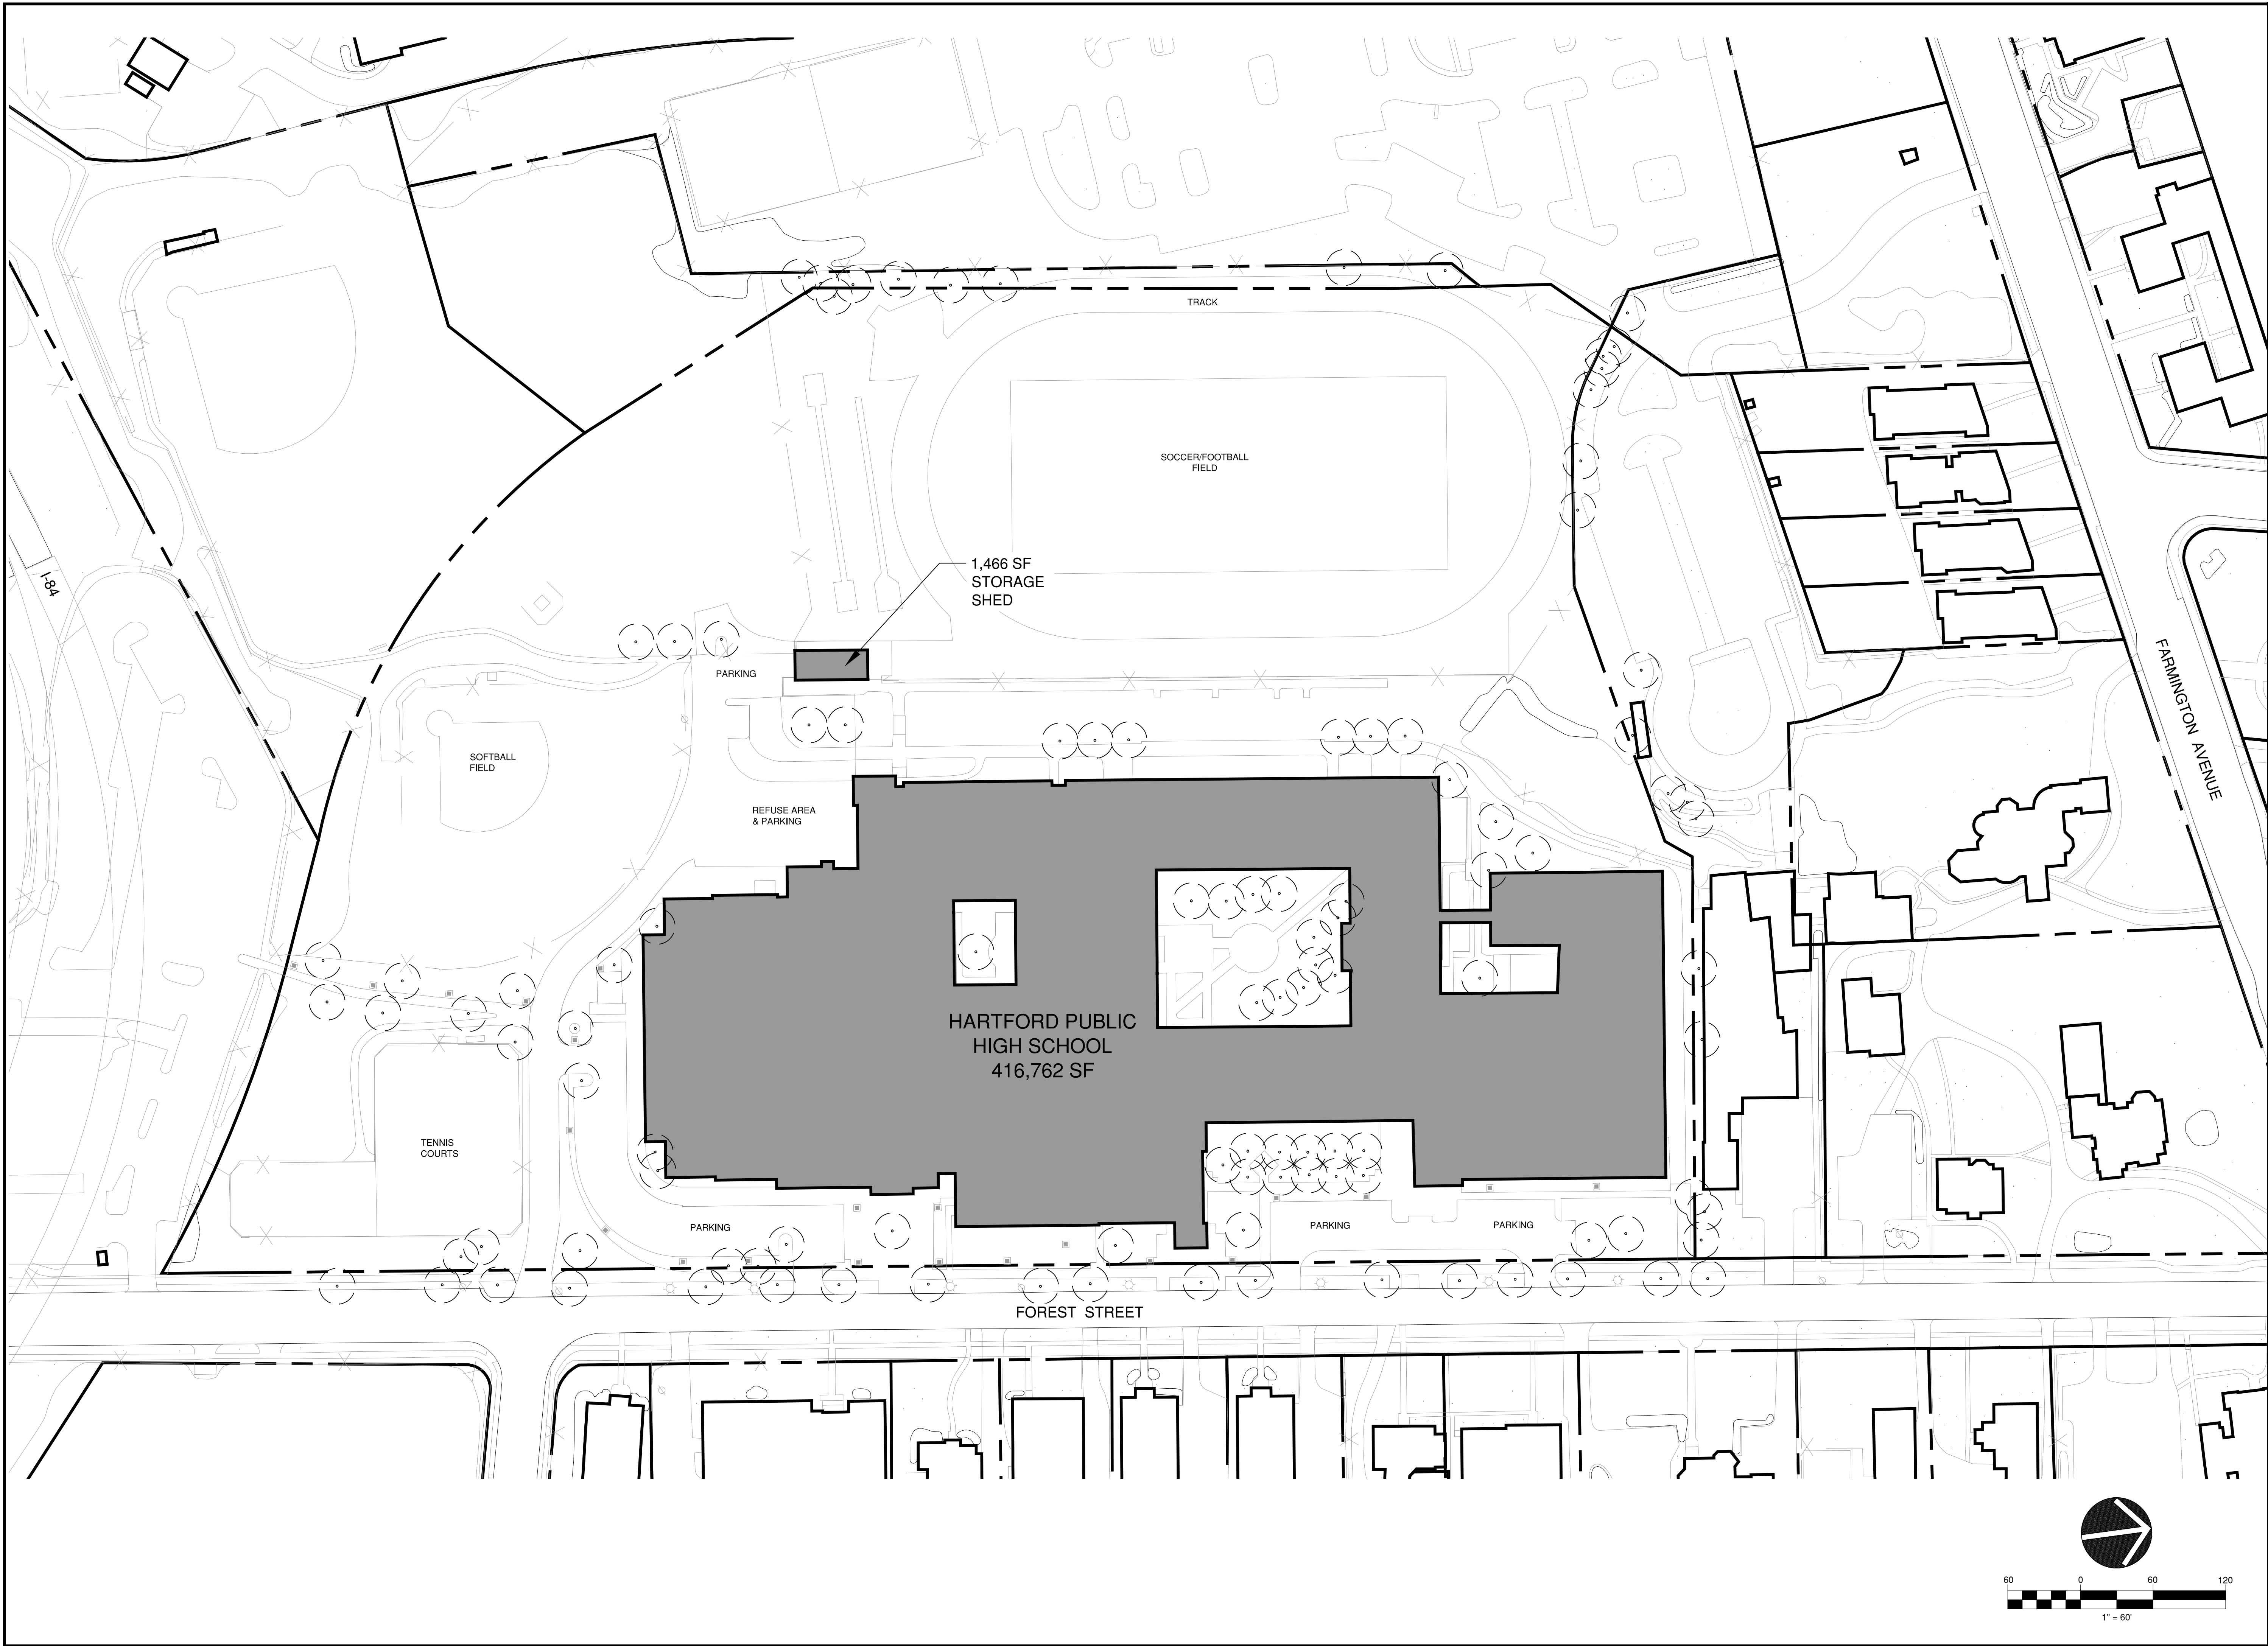 TRACK
SOCCER/FOOTBALL
FIELD
1,466 SF
STORAGE
SHED
I-84
PARKING
FARMINGTON AVENUE
SOFTBALL
FIELD
REFUSE AREA
& PARKING
HARTFORD PUBLIC
HIGH SCHOOL
416,762 SF
TENNIS
COURTS
PARKING
PARKING
PARKING
FOREST STREET
60
0
60
120
1" = 60'